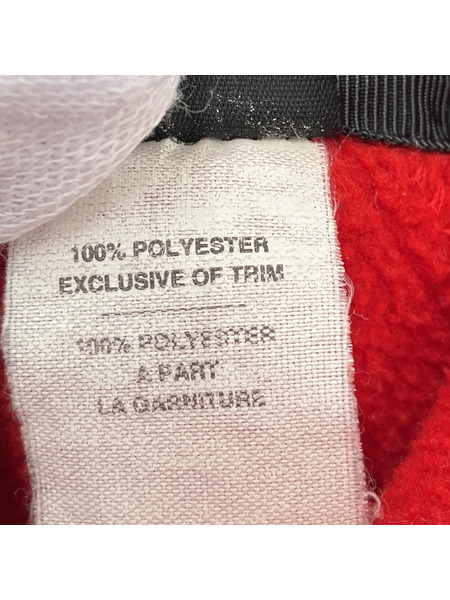 100% POLYESTER
EXCLUSIVE OF TRIM
100% POLYESTER
A PART
LA GARNITURE